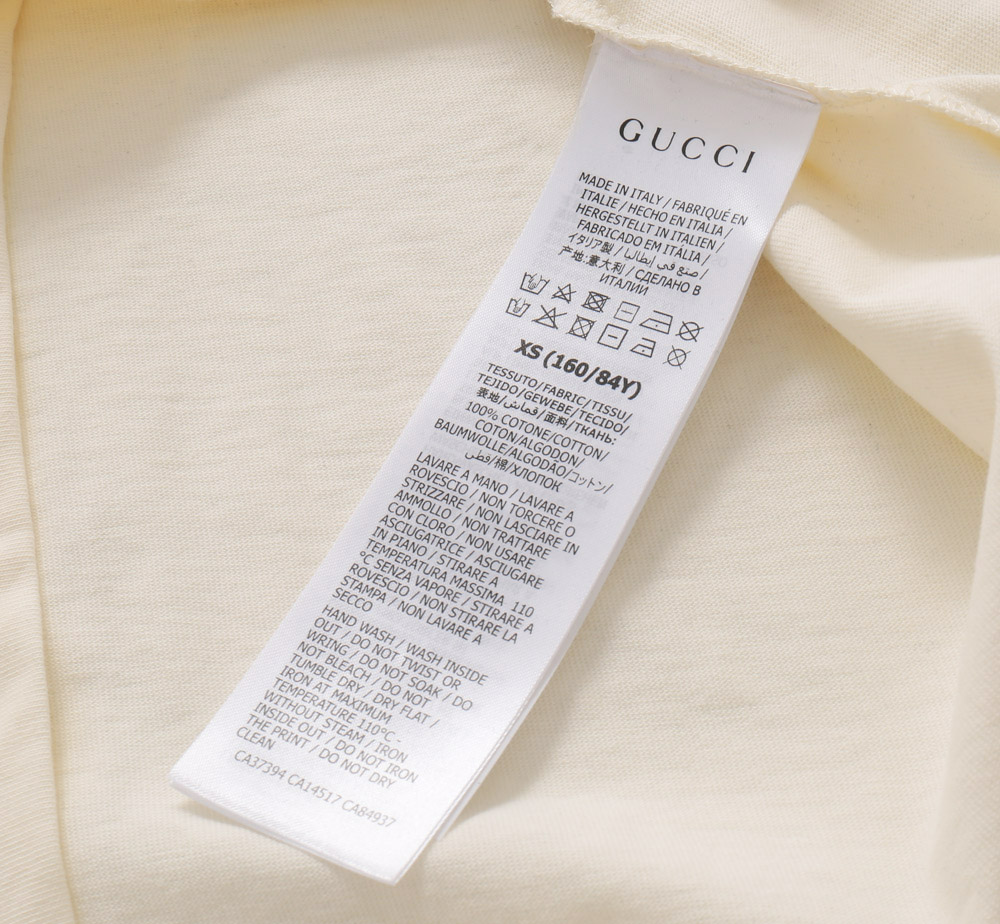 GUCCI
MADE IN ITALY / FABRIQUÉ EN
ITALIE / HECHO EN ITALIA /
HERGESTELLT IN ITALIEN /
FABRICADO EM ITÁLIA /
イタリア製 / صنع في إيطاليا /
产地:意大利 / СДЕЛАНО В
ИТАЛИИ
XS (160/84Y)
TESSUTO/FABRIC/TISSU/
TEJIDO/GEWEBE/TECIDO/
表地/قماش/面料/ТКАНЬ:
100% COTONE/COTTON/
COTON/ALGODON/
BAUMWOLLE/ALGODÃO/コットン/
قطن/棉/ХЛОПОК
LAVARE A MANO / LAVARE A
ROVESCIO / NON TORCERE O
STRIZZARE / NON LASCIARE IN
AMMOLLO / NON TRATTARE
CON CLORO / NON USARE
ASCIUGATRICE / ASCIUGARE
IN PIANO / STIRARE A
TEMPERATURA MASSIMA 110
°C SENZA VAPORE / STIRARE A
ROVESCIO / NON STIRARE LA
STAMPA / NON LAVARE A
SECCO
HAND WASH / WASH INSIDE
OUT / DO NOT TWIST OR
WRING / DO NOT SOAK / DO
NOT BLEACH / DO NOT
TUMBLE DRY / DRY FLAT /
IRON AT MAXIMUM
TEMPERATURE 110°C -
WITHOUT STEAM / IRON
INSIDE OUT / DO NOT IRON
THE PRINT / DO NOT DRY
CLEAN
CA37394 CA14517 CA84937